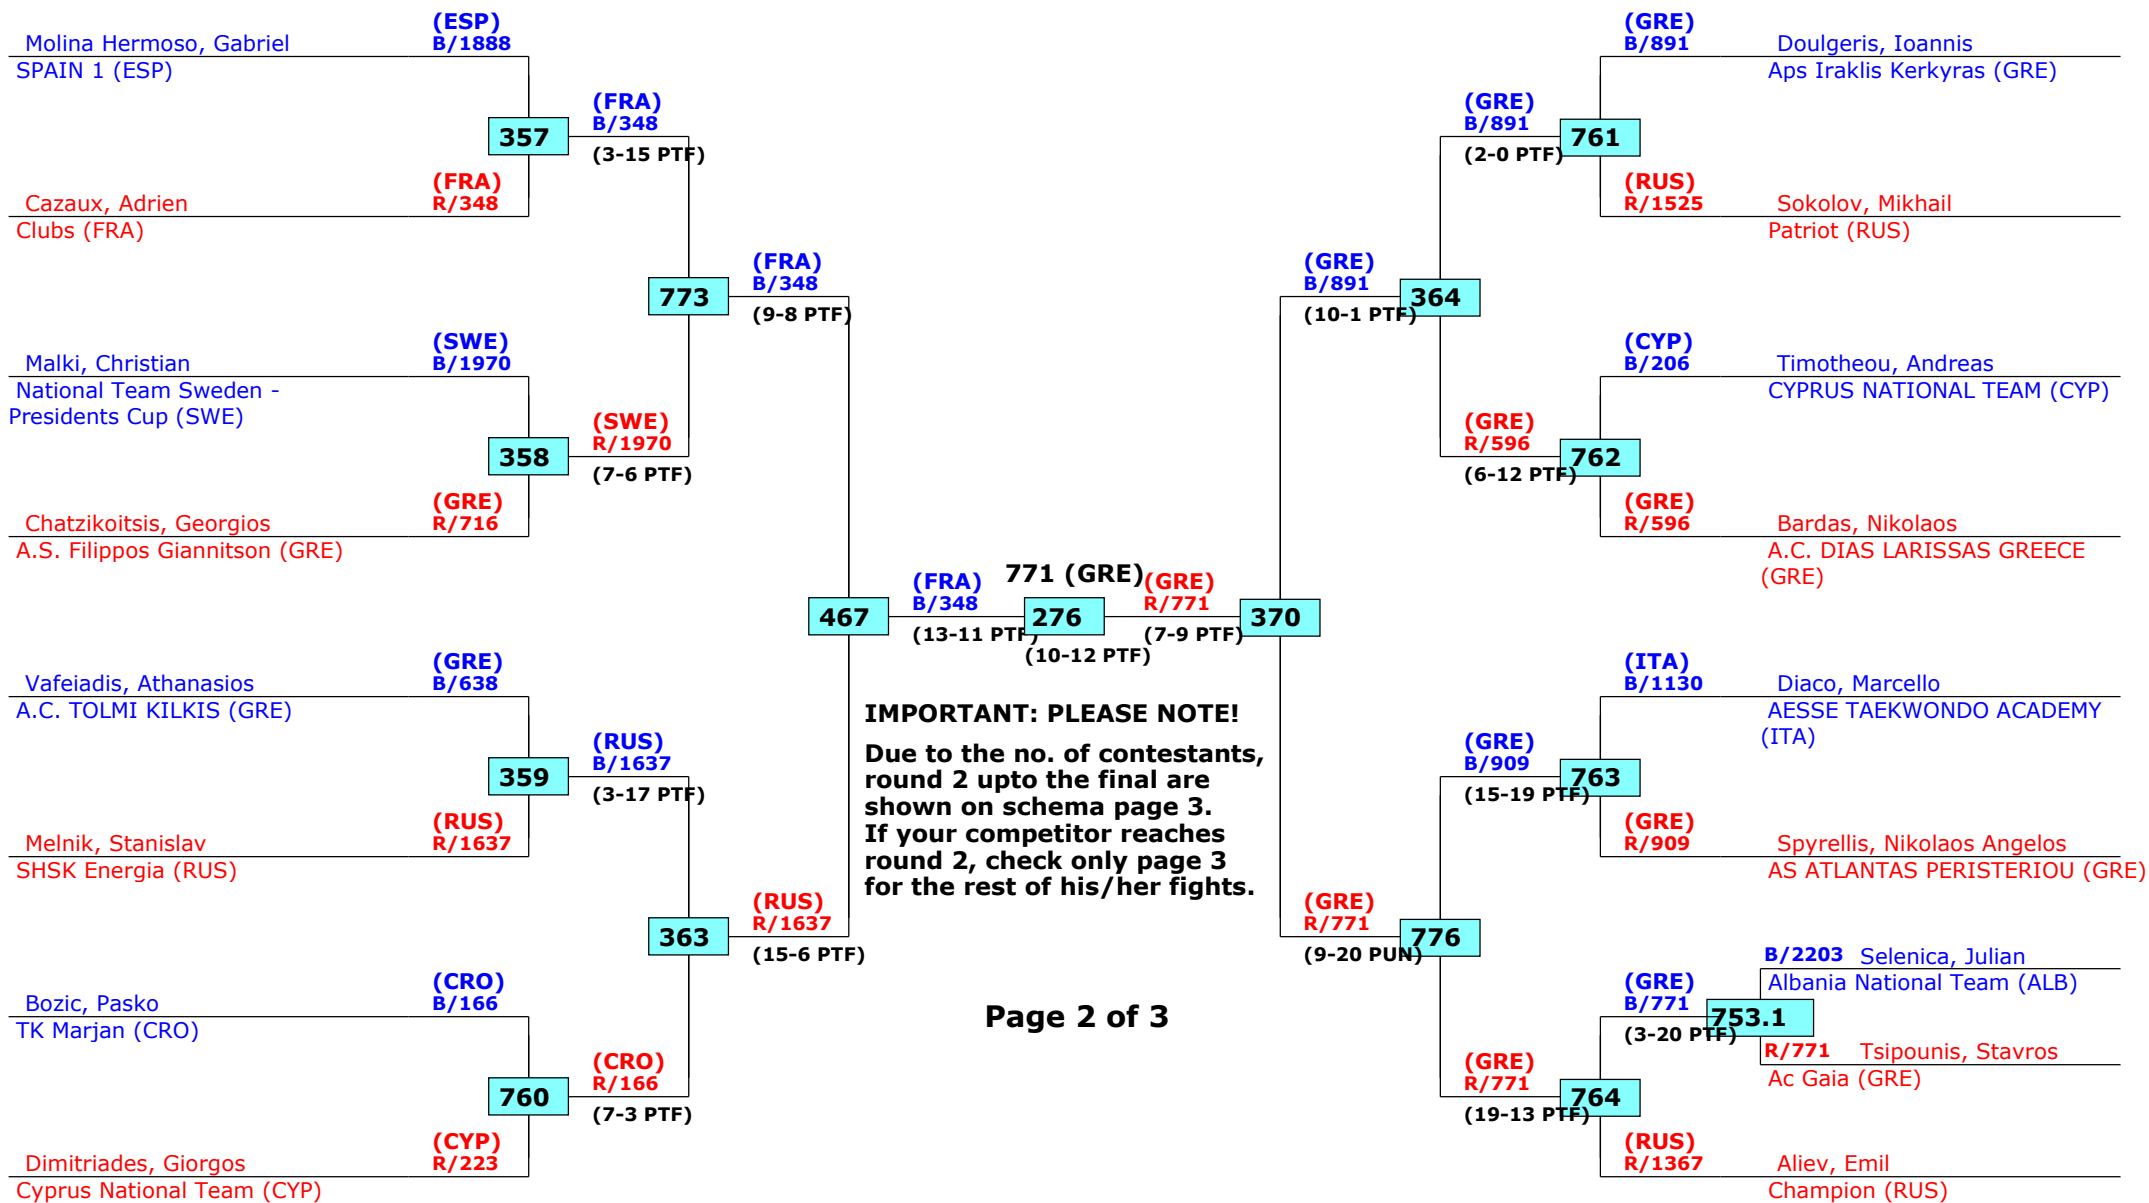 (ESP)
B/1888
Molina Hermoso, Gabriel
SPAIN 1 (ESP)
357
(FRA)
B/348
(3-15 PTF)
(FRA)
R/348
Cazaux, Adrien
Clubs (FRA)
773
(FRA)
B/348
(9-8 PTF)
(SWE)
B/1970
Malki, Christian
National Team Sweden -
Presidents Cup (SWE)
358
(SWE)
R/1970
(7-6 PTF)
(GRE)
R/716
Chatzikoitsis, Georgios
A.S. Filippos Giannitson (GRE)
467
(FRA)
B/348
(13-11 PTF)
(GRE)
B/638
Vafeiadis, Athanasios
A.C. TOLMI KILKIS (GRE)
359
(RUS)
B/1637
(3-17 PTF)
(RUS)
R/1637
Melnik, Stanislav
SHSK Energia (RUS)
363
(RUS)
R/1637
(15-6 PTF)
(CRO)
B/166
Bozic, Pasko
TK Marjan (CRO)
760
(CRO)
R/166
(7-3 PTF)
(CYP)
R/223
Dimitriades, Giorgos
Cyprus National Team (CYP)
771 (GRE)
276
(10-12 PTF)
IMPORTANT: PLEASE NOTE!
Due to the no. of contestants,
round 2 upto the final are
shown on schema page 3.
If your competitor reaches
round 2, check only page 3
for the rest of his/her fights.
Page 2 of 3
(GRE)
R/771
(7-9 PTF)
370
(GRE)
B/891
(10-1 PTF)
364
(GRE)
B/891
(2-0 PTF)
761
(GRE)
B/891
Doulgeris, Ioannis
Aps Iraklis Kerkyras (GRE)
(RUS)
R/1525
Sokolov, Mikhail
Patriot (RUS)
(GRE)
R/596
(6-12 PTF)
762
(CYP)
B/206
Timotheou, Andreas
CYPRUS NATIONAL TEAM (CYP)
(GRE)
R/596
Bardas, Nikolaos
A.C. DIAS LARISSAS GREECE
(GRE)
(GRE)
R/771
(9-20 PUN)
776
(GRE)
B/909
(15-19 PTF)
763
(ITA)
B/1130
Diaco, Marcello
AESSE TAEKWONDO ACADEMY
(ITA)
(GRE)
R/909
Spyrellis, Nikolaos Angelos
AS ATLANTAS PERISTERIOU (GRE)
(GRE)
R/771
(19-13 PTF)
764
(GRE)
B/771
(3-20 PTF)
753.1
B/2203 Selenica, Julian
Albania National Team (ALB)
R/771 Tsipounis, Stavros
Ac Gaia (GRE)
(RUS)
R/1367
Aliev, Emil
Champion (RUS)